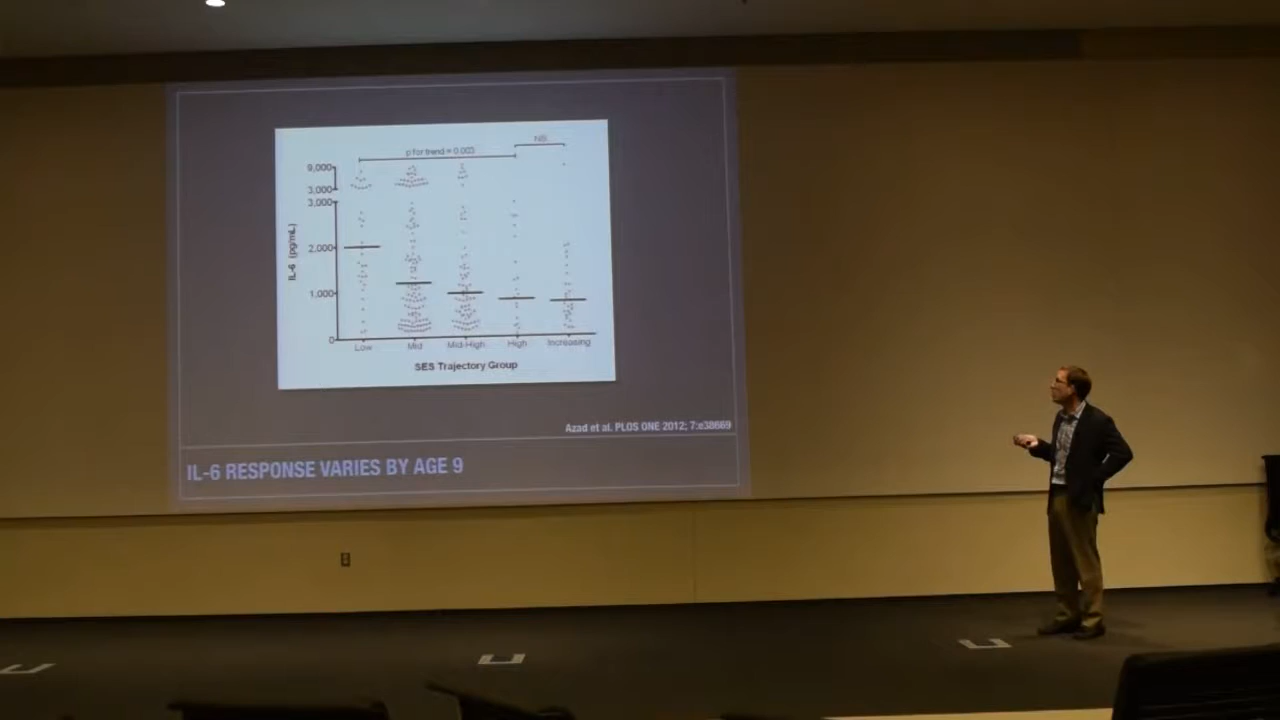 p for trend = 0.003
NS
9,000
3,000
3,000
2,000
1,000
0
IL-6 (pg/mL)
Low Mid Mid-High High Increasing
SES Trajectory Group
Azad et al. PLOS ONE 2012; 7:e38669
IL-6 RESPONSE VARIES BY AGE 9